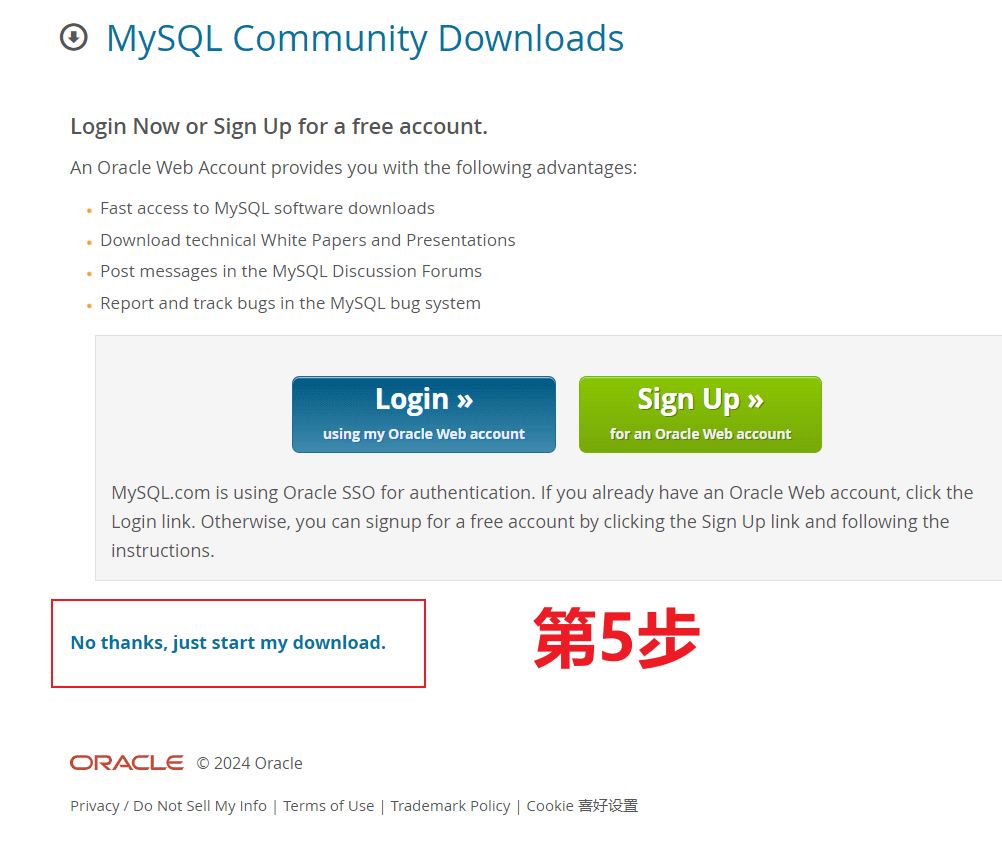 MySQL Community Downloads
Login Now or Sign Up for a free account.
An Oracle Web Account provides you with the following advantages:
Fast access to MySQL software downloads
Download technical White Papers and Presentations
Post messages in the MySQL Discussion Forums
Report and track bugs in the MySQL bug system
Login »
using my Oracle Web account
Sign Up »
for an Oracle Web account
MySQL.com is using Oracle SSO for authentication. If you already have an Oracle Web account, click the
Login link. Otherwise, you can signup for a free account by clicking the Sign Up link and following the
instructions.
No thanks, just start my download.
第5步
ORACLE © 2024 Oracle
Privacy / Do Not Sell My Info | Terms of Use | Trademark Policy | Cookie 喜好设置